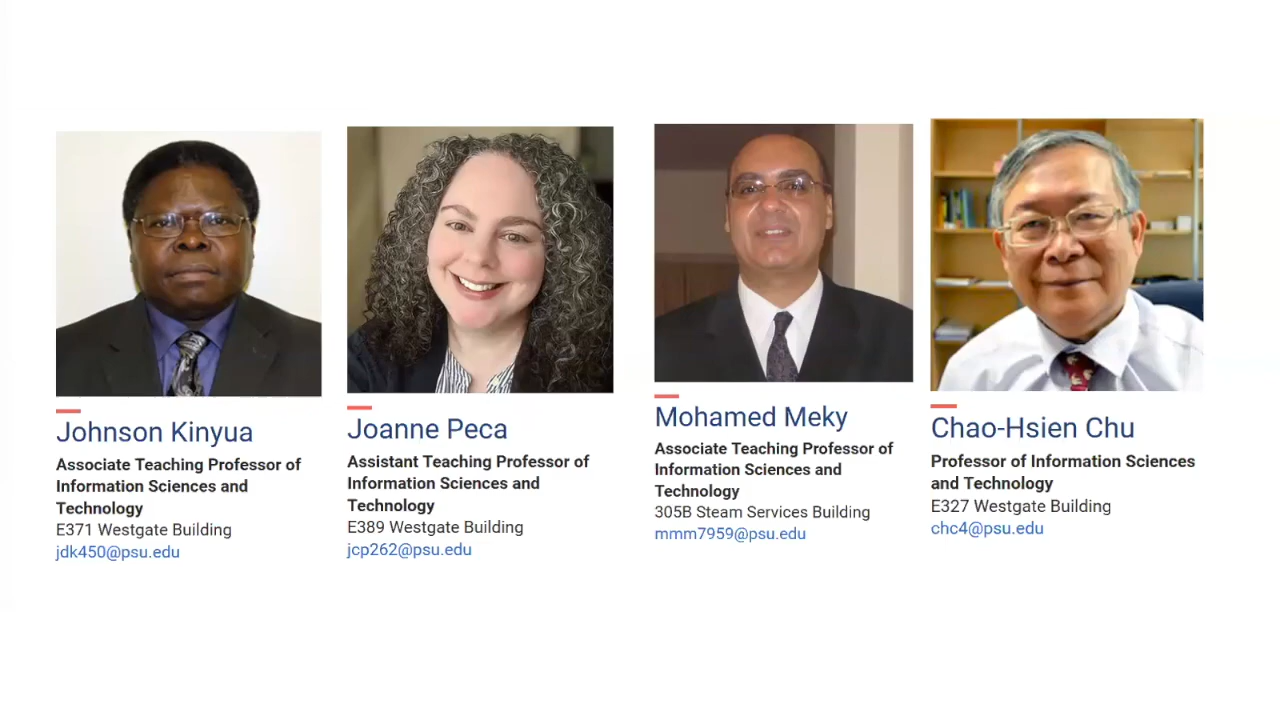 Johnson Kinyua
Associate Teaching Professor of
Information Sciences and
Technology
E371 Westgate Building
jdk450@psu.edu
Joanne Peca
Assistant Teaching Professor of
Information Sciences and
Technology
E389 Westgate Building
jcp262@psu.edu
Mohamed Meky
Associate Teaching Professor of
Information Sciences and
Technology
305B Steam Services Building
mmm7959@psu.edu
Chao-Hsien Chu
Professor of Information Sciences
and Technology
E327 Westgate Building
chc4@psu.edu